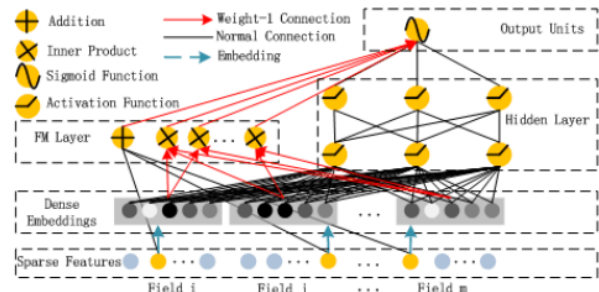 Addition
Inner Product
Sigmoid Function
Activation Function
Weight-1 Connection
Normal Connection
Embedding
Output Units
Hidden Layer
FM Layer
...
Dense
Embeddings
...
Sparse Features
... ... ... ...
Field i Field j ... Field m